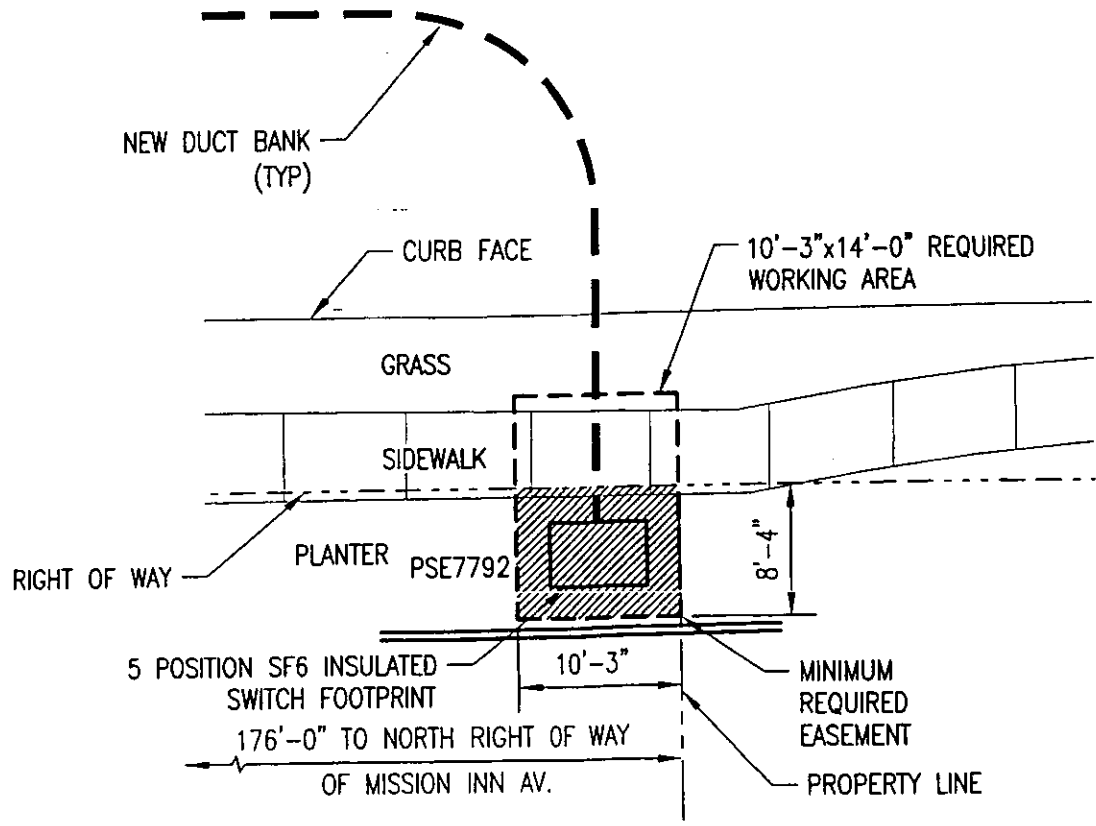 NEW DUCT BANK
(TYP)
CURB FACE
10'-3"x14'-0" REQUIRED
WORKING AREA
GRASS
SIDEWALK
PLANTER
PSE7792
RIGHT OF WAY
8'-4"
5 POSITION SF6 INSULATED
SWITCH FOOTPRINT
10'-3"
MINIMUM
REQUIRED
EASEMENT
176'-0" TO NORTH RIGHT OF WAY
OF MISSION INN AV.
PROPERTY LINE